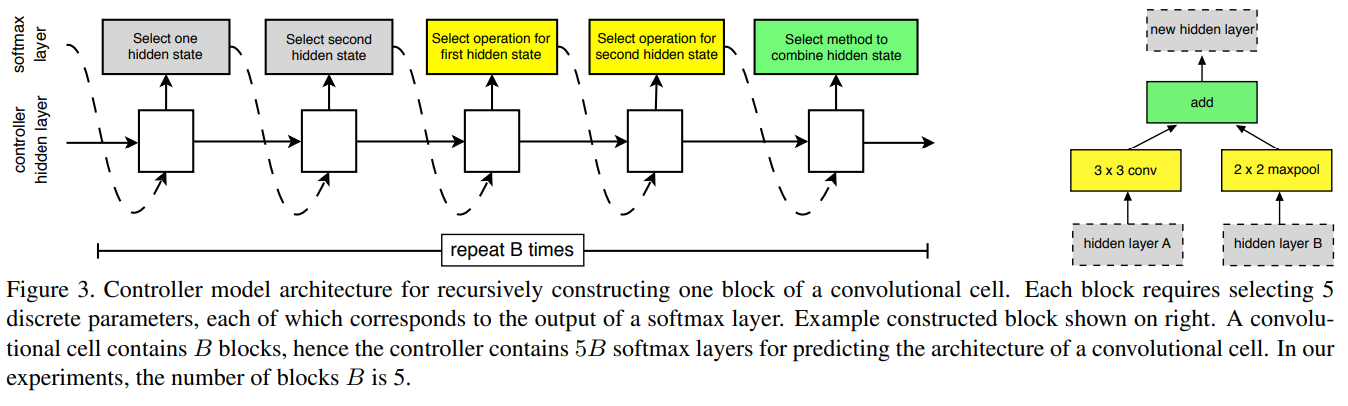 softmax
layer
controller
hidden layer
Select one
hidden state
Select second
hidden state
Select operation for
first hidden state
Select operation for
second hidden state
Select method to
combine hidden state
repeat B times
new hidden layer
add
3 x 3 conv
2 x 2 maxpool
hidden layer A
hidden layer B
Figure 3. Controller model architecture for recursively constructing one block of a convolutional cell. Each block requires selecting 5
discrete parameters, each of which corresponds to the output of a softmax layer. Example constructed block shown on right. A convolu-
tional cell contains B blocks, hence the controller contains 5B softmax layers for predicting the architecture of a convolutional cell. In our
experiments, the number of blocks B is 5.